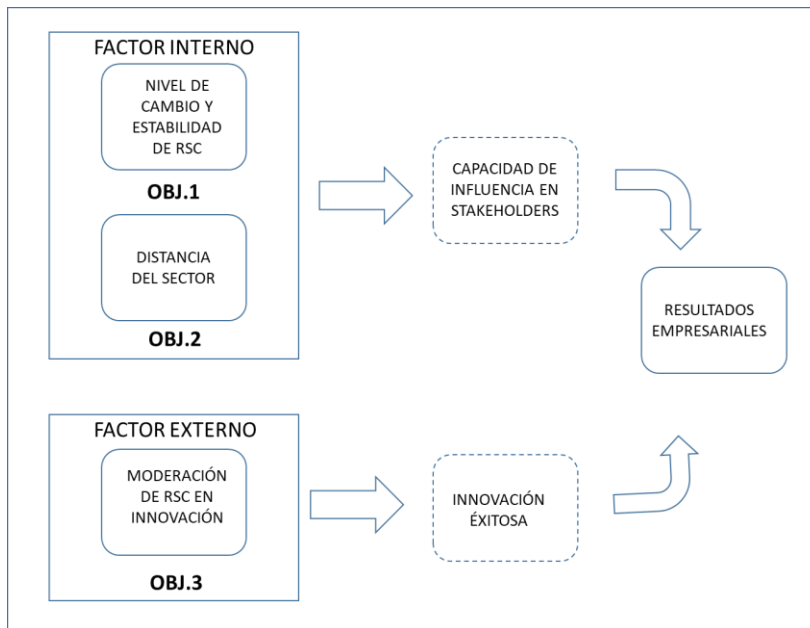 FACTOR INTERNO
NIVEL DE
CAMBIO Y
ESTABILIDAD
DE RSC
OBJ.1
DISTANCIA
DEL SECTOR
OBJ.2
CAPACIDAD DE
INFLUENCIA EN
STAKEHOLDERS
RESULTADOS
EMPRESARIALES
FACTOR EXTERNO
MODERACIÓN
DE RSC EN
INNOVACIÓN
OBJ.3
INNOVACIÓN
ÉXITOSA